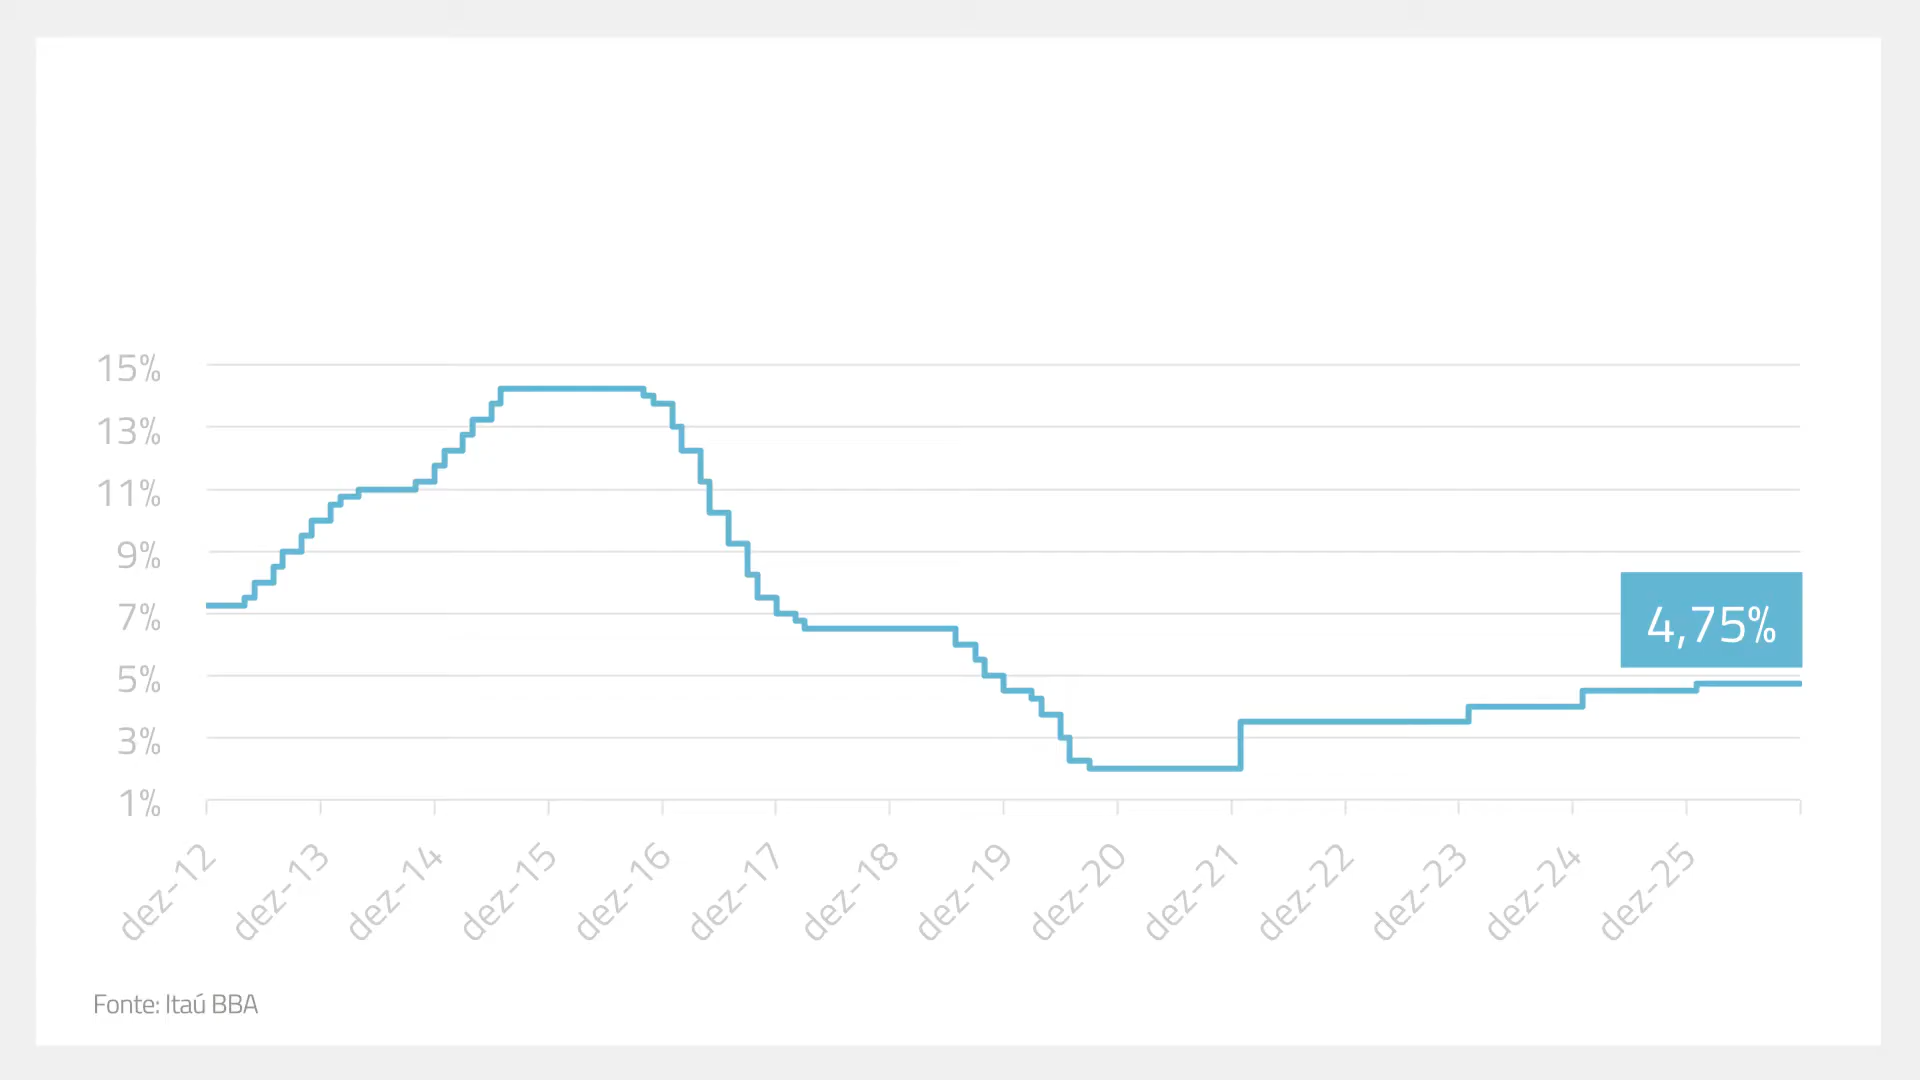 15%
13%
11%
9%
7%
5%
3%
1%
4,75%
dez-12
dez-13
dez-14
dez-15
dez-16
dez-17
dez-18
dez-19
dez-20
dez-21
dez-22
dez-23
dez-24
dez-25
Fonte: Itaú BBA